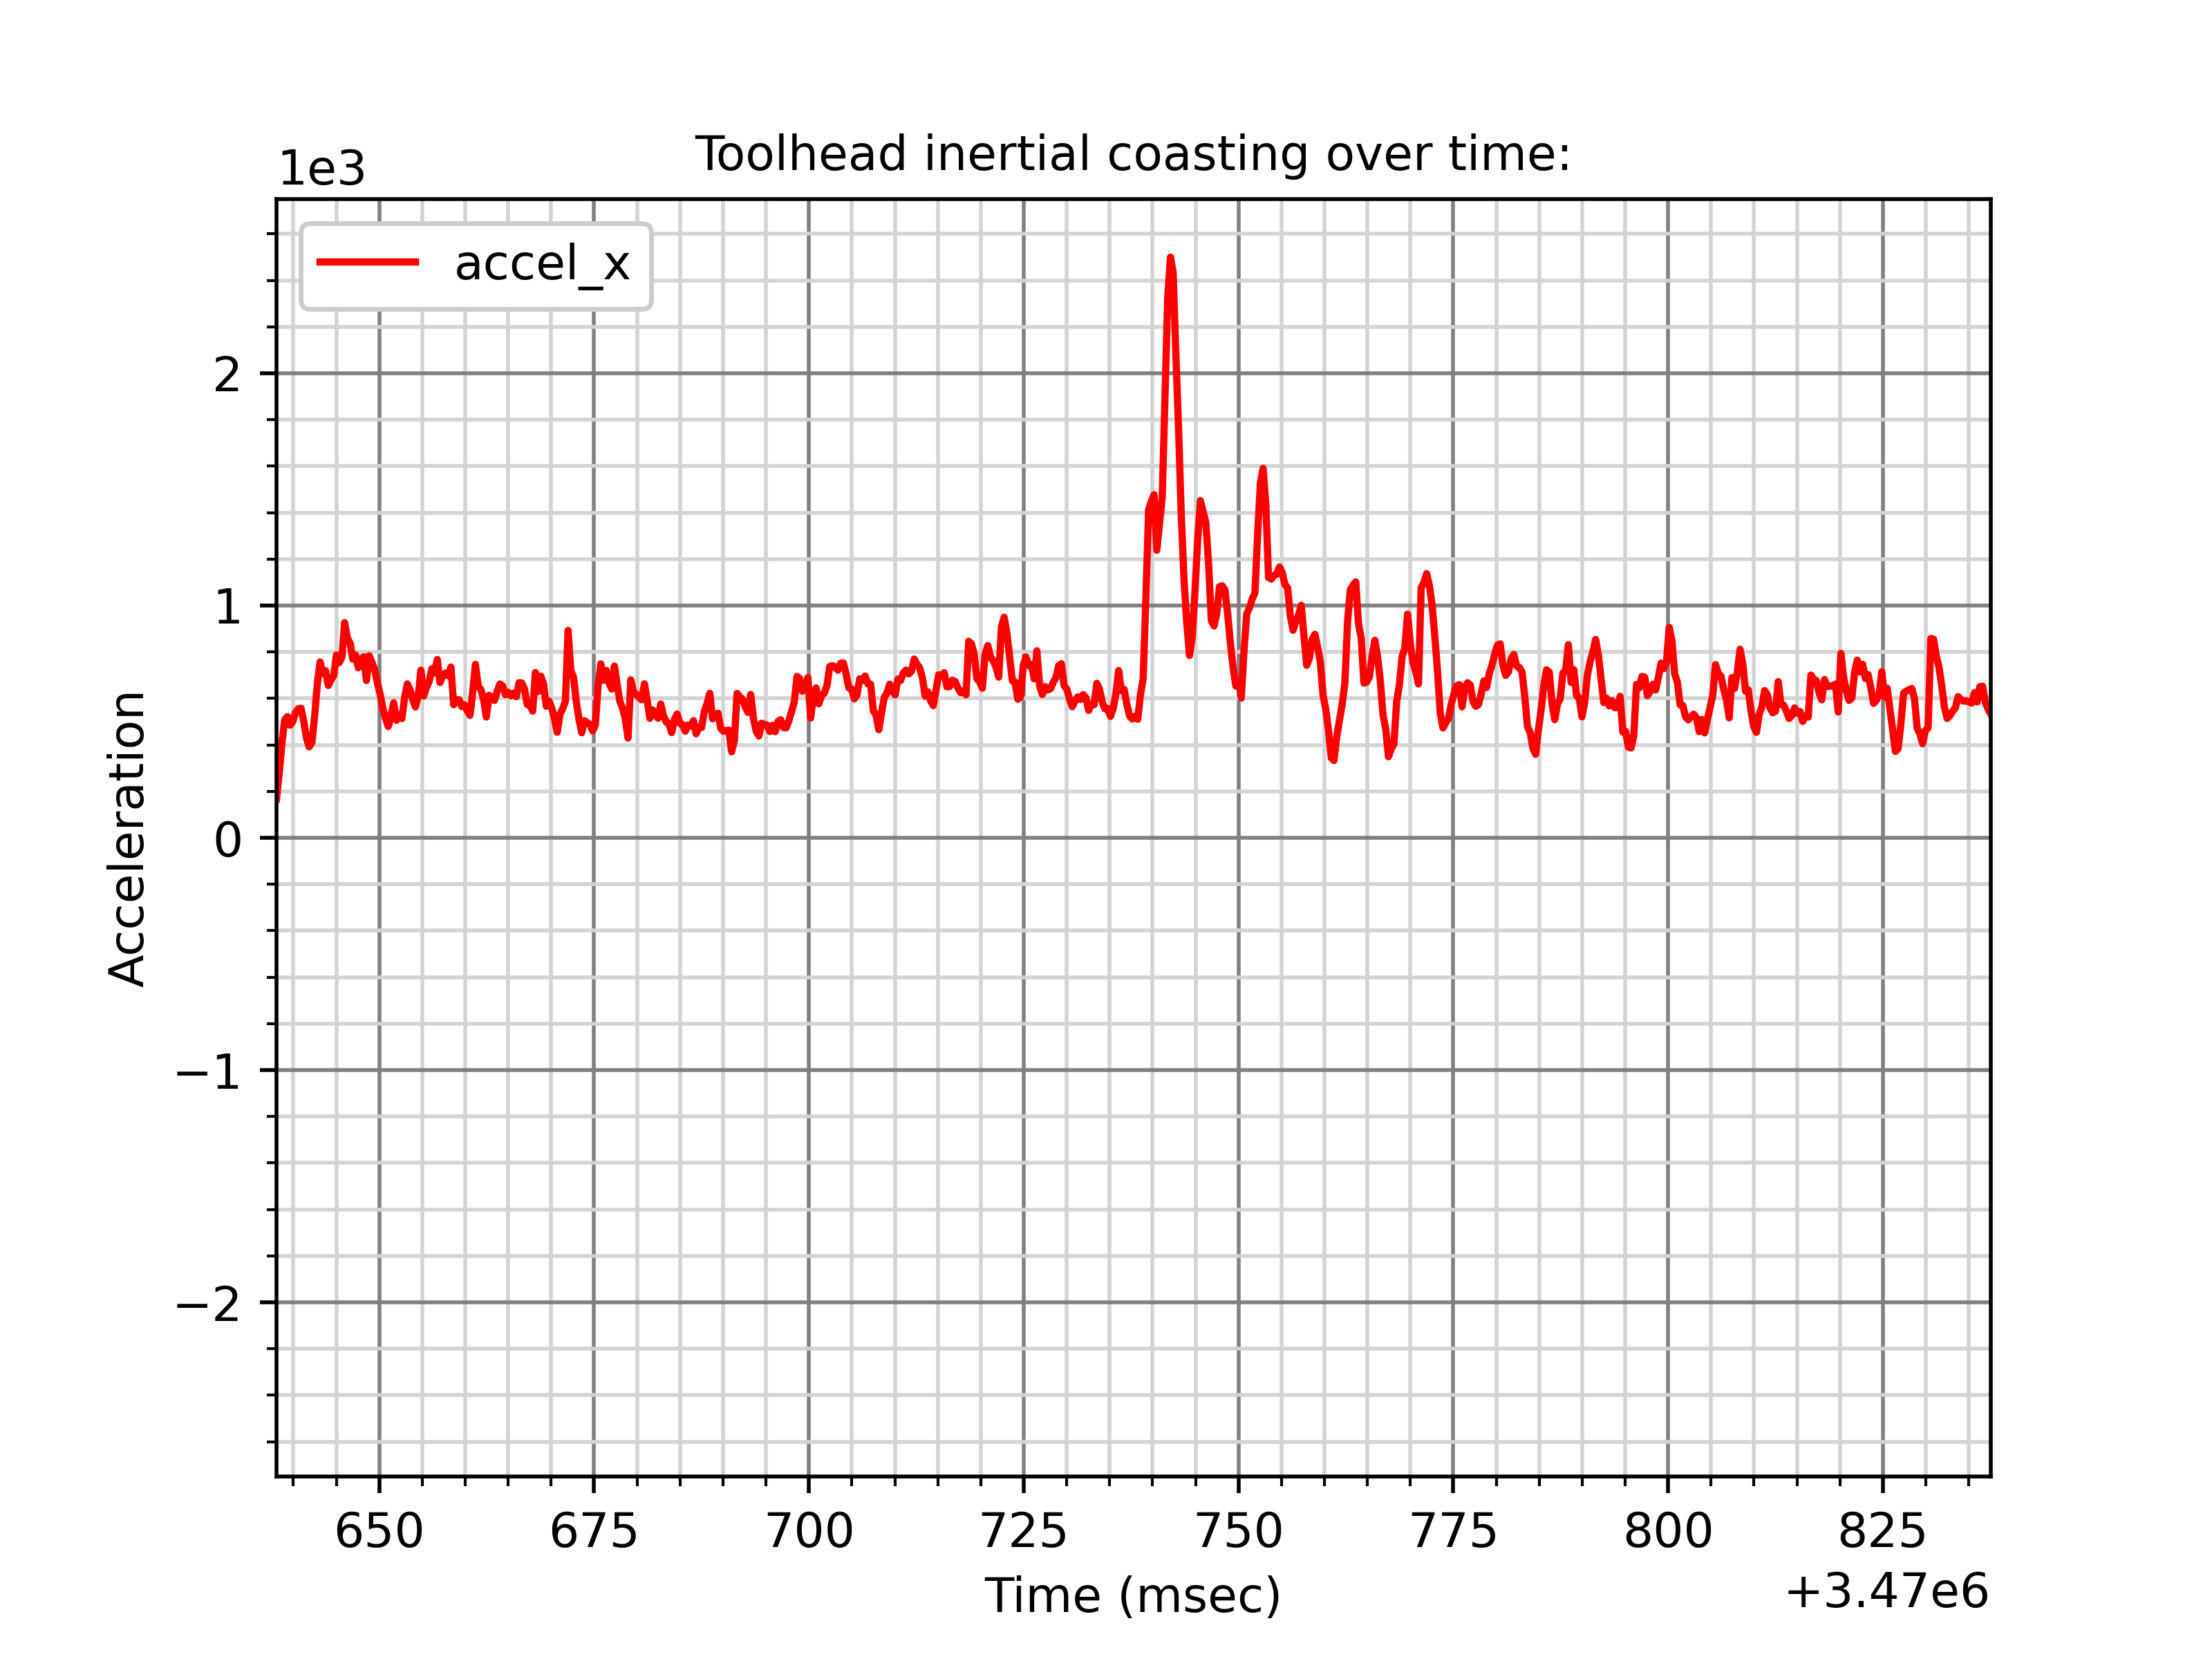 Toolhead inertial coasting over time:
1e3
accel_x
2
1
0
−1
−2
Acceleration
650 675 700 725 750 775 800 825
Time (msec)
+3.47e6